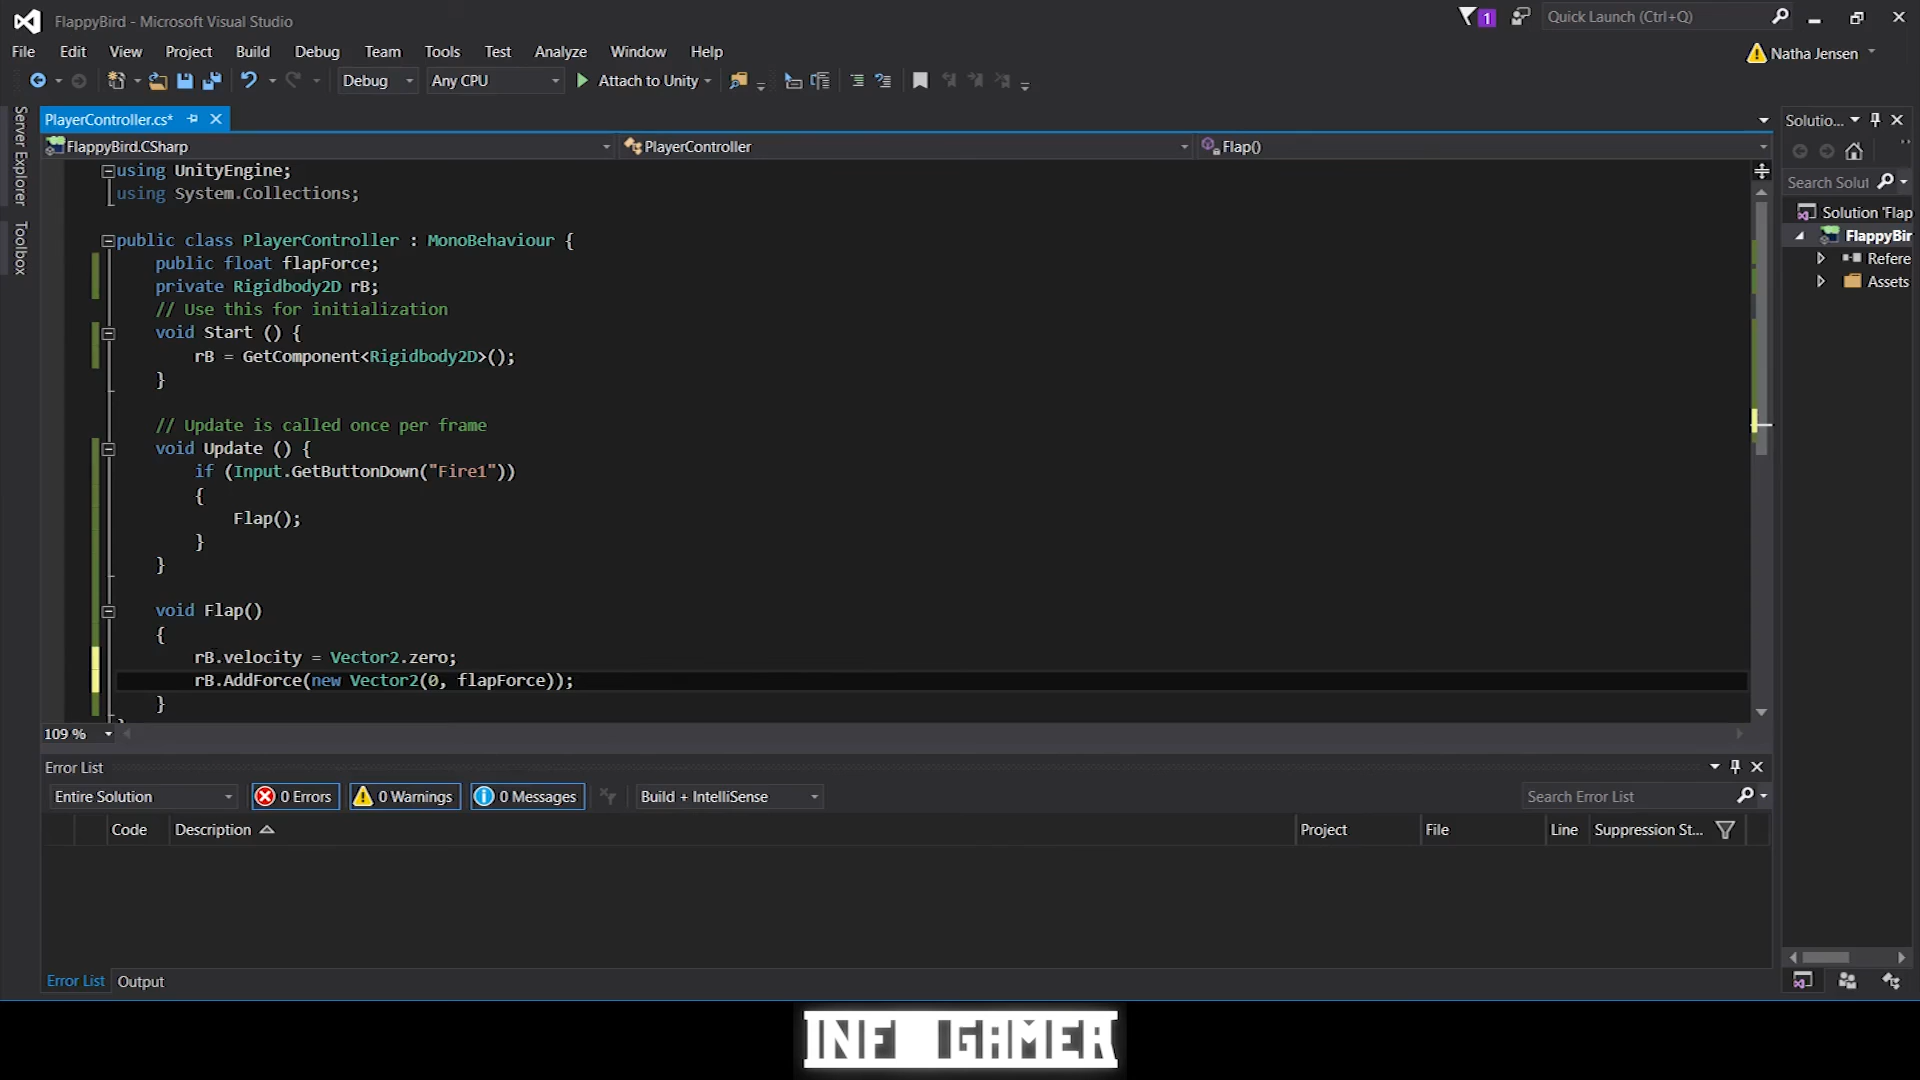 FlappyBird - Microsoft Visual Studio
1
Quick Launch (Ctrl+Q)
File Edit View Project Build Debug Team Tools Test Analyze Window Help
Natha Jensen
Debug Any CPU Attach to Unity
Server Explorer
Toolbox
PlayerController.cs*
FlappyBird.CSharp PlayerController Flap()
using UnityEngine;
using System.Collections;
public class PlayerController : MonoBehaviour {
public float flapForce;
private Rigidbody2D rB;
// Use this for initialization
void Start () {
rB = GetComponent<Rigidbody2D>();
}
// Update is called once per frame
void Update () {
if (Input.GetButtonDown("Fire1"))
{
Flap();
}
}
void Flap()
{
rB.velocity = Vector2.zero;
rB.AddForce(new Vector2(0, flapForce));
}
109 %
Solutio...
Search Solut
Solution 'Flap
FlappyBir
Refere
Assets
Error List
Entire Solution 0 Errors 0 Warnings 0 Messages Build + IntelliSense Search Error List
Code Description Project File Line Suppression St...
Error List Output
INF GAMER